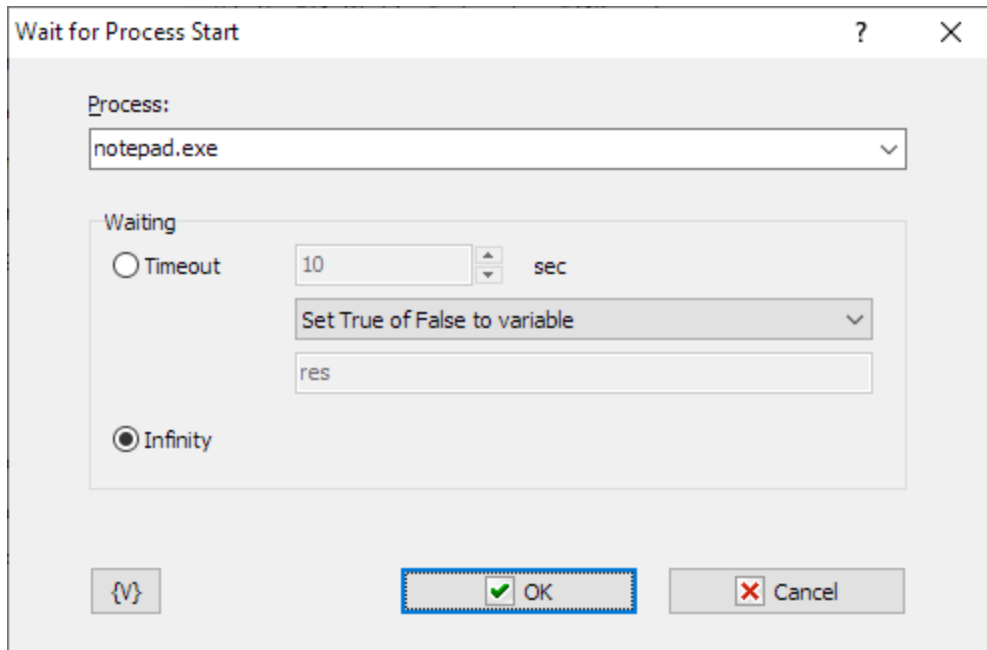 Wait for Process Start ?
Process:
notepad.exe
Waiting
Timeout 10 sec
Set True of False to variable
res
Infinity
{V} OK Cancel